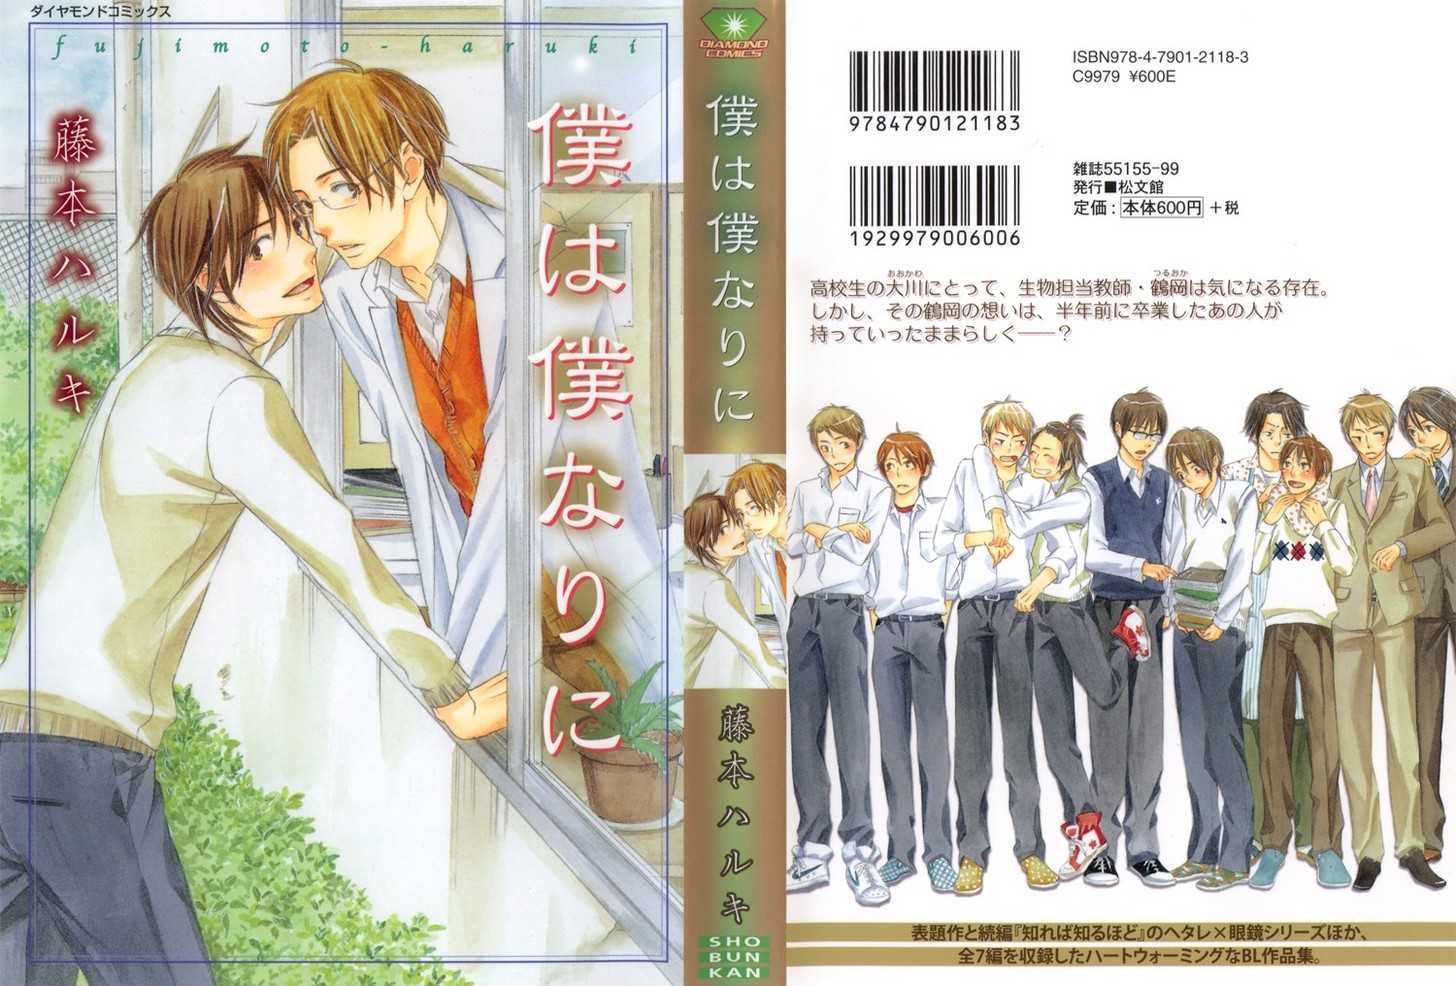 ダイヤモンドコミックス
fujimoto-haruki
藤本ハルキ
僕は僕なりに
DIAMOND
COMICS
僕は僕なりに
藤本ハルキ
SHO
BUN
KAN
ISBN978-4-7901-2118-3
C9979 ¥600E
9784790121183
雑誌55155-99
発行■松文館
定価:本体600円+税
1929979006006
おおかわ つるおか
高校生の大川にとって、生物担当教師・鶴岡は気になる存在。
しかし、その鶴岡の想いは、半年前に卒業したあの人が
持っていったままらしく――?
表題作と続編『知れば知るほど』のヘタレ×眼鏡シリーズほか、
全7編を収録したハートウォーミングなBL作品集。